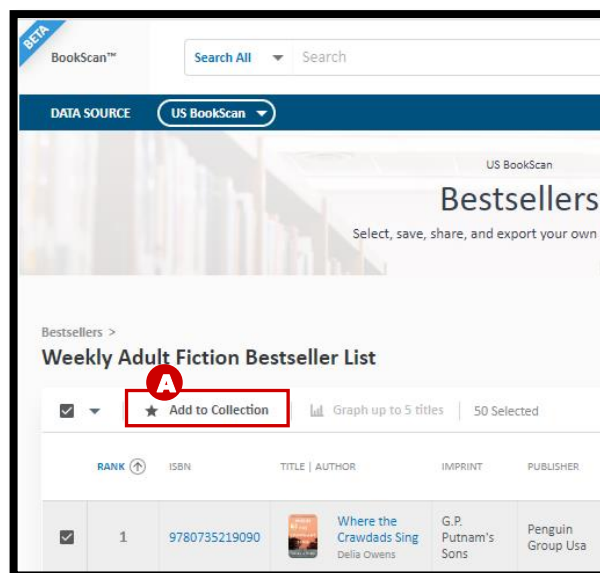 BETA
BookScan™
Search All Search
DATA SOURCE US BookScan
US BookScan
Bestsellers
Select, save, share, and export your own
Bestsellers >
Weekly Adult Fiction Bestseller List
A
Add to Collection Graph up to 5 titles 50 Selected
RANK ISBN TITLE | AUTHOR IMPRINT PUBLISHER
1 9780735219090 Where the Crawdads Sing Delia Owens G.P. Putnam's Sons Penguin Group Usa